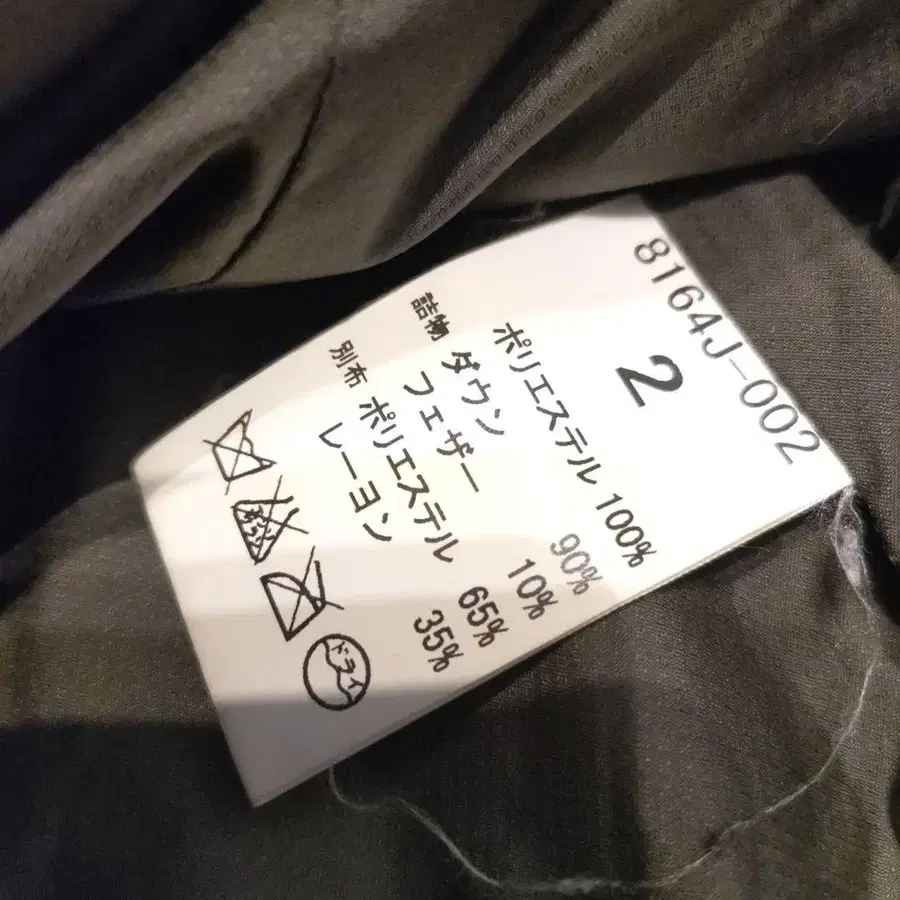 8164J-002
2
ポリエステル 100%
詰物 ダウン 90%
フェザー 10%
別布 ポリエステル 65%
レーヨン 35%
ドライ